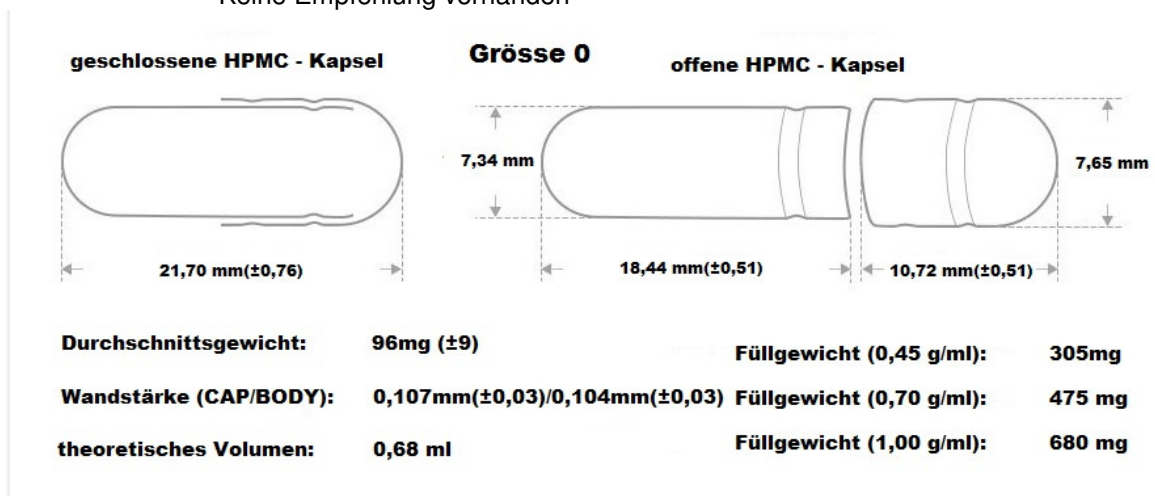 Keine Empfehlung vorhanden
geschlossene HPMC - Kapsel
Grösse 0
offene HPMC - Kapsel
7,34 mm
7,65 mm
21,70 mm(±0,76)
18,44 mm(±0,51)
10,72 mm(±0,51)
Durchschnittsgewicht: 96mg (±9)
Füllgewicht (0,45 g/ml): 305mg
Wandstärke (CAP/BODY): 0,107mm(±0,03)/0,104mm(±0,03)
Füllgewicht (0,70 g/ml): 475 mg
theoretisches Volumen: 0,68 ml
Füllgewicht (1,00 g/ml): 680 mg